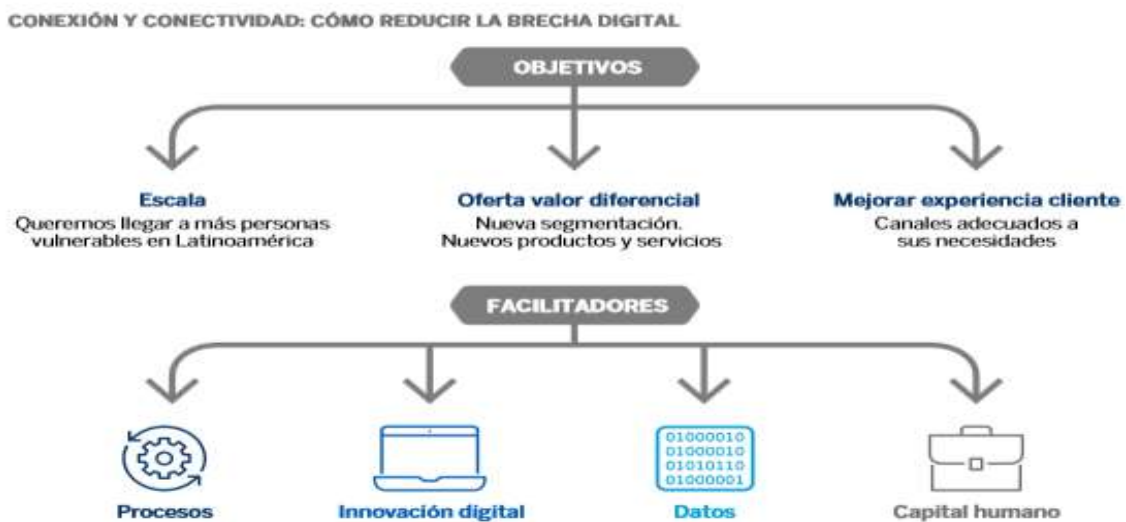 CONEXIÓN Y CONECTIVIDAD: CÓMO REDUCIR LA BRECHA DIGITAL
OBJETIVOS
Escala
Queremos llegar a más personas
vulnerables en Latinoamérica
Oferta valor diferencial
Nueva segmentación.
Nuevos productos y servicios
Mejorar experiencia cliente
Canales adecuados a
sus necesidades
FACILITADORES
Procesos
Innovación digital
01000010
01000010
01010110
01000001
Datos
Capital humano